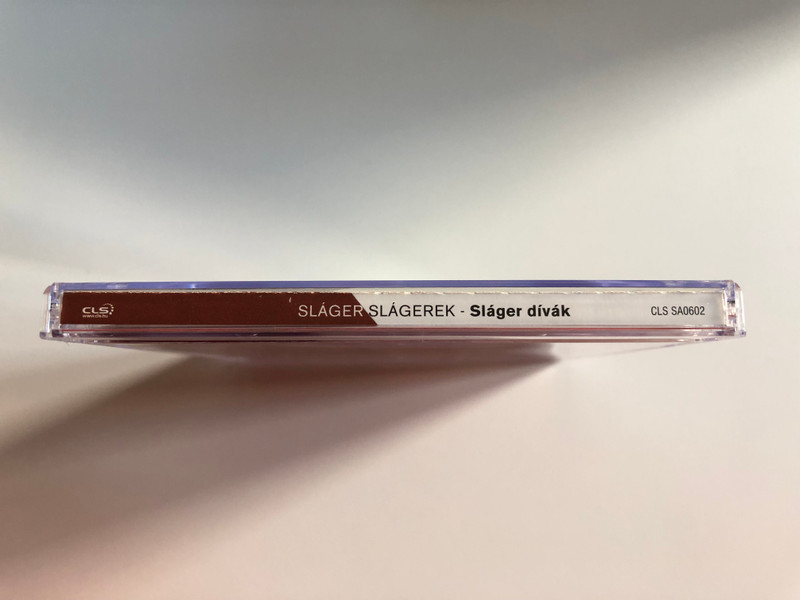 CLS
SLÁGER SLÁGEREK - Sláger dívák
CLS SA0602